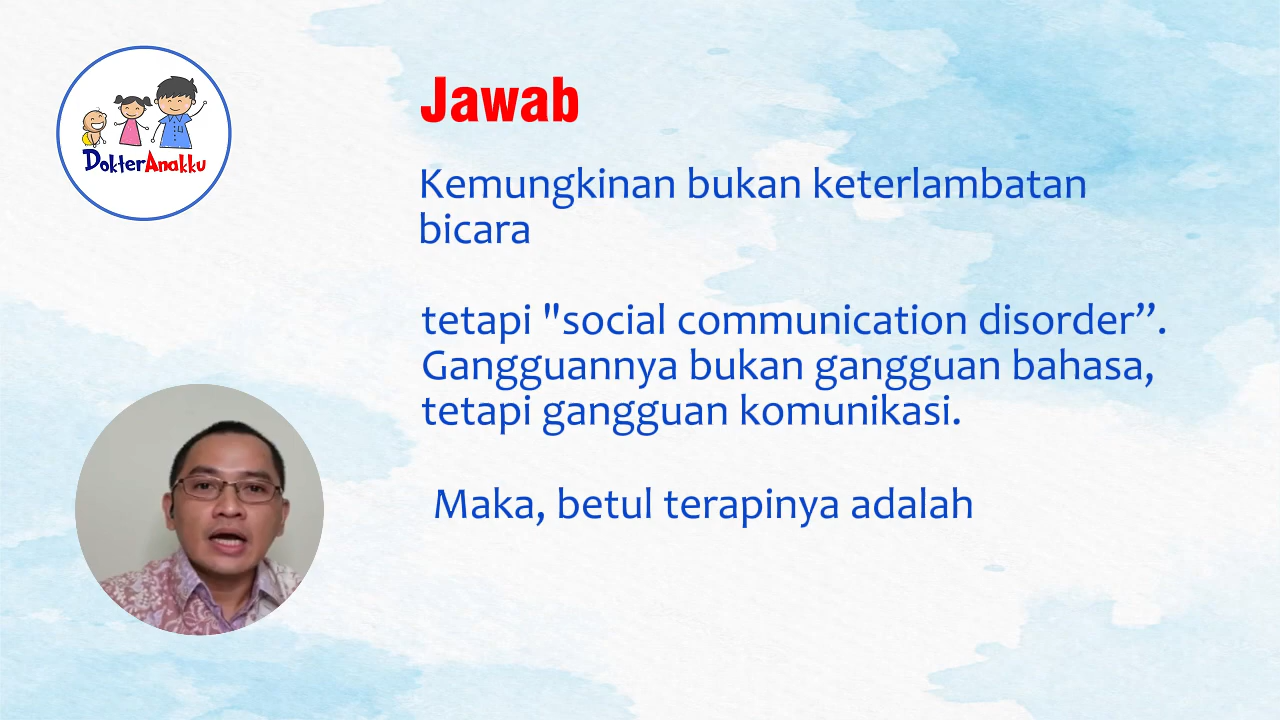 DokterAnakku
Jawab
Kemungkinan bukan keterlambatan
bicara
tetapi "social communication disorder”.
Gangguannya bukan gangguan bahasa,
tetapi gangguan komunikasi.
Maka, betul terapinya adalah